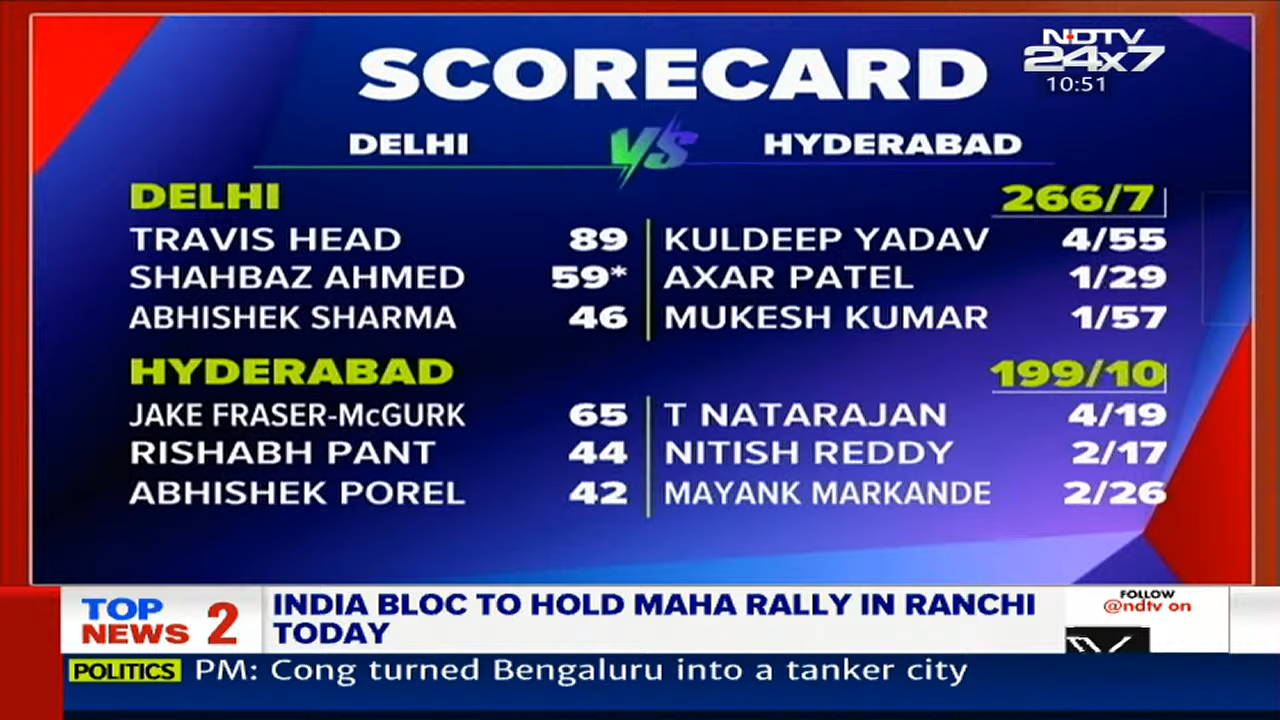 SCORECARD
NDTV
24x7
10:51
DELHI VS HYDERABAD
DELHI 266/7
TRAVIS HEAD 89 KULDEEP YADAV 4/55
SHAHBAZ AHMED 59* AXAR PATEL 1/29
ABHISHEK SHARMA 46 MUKESH KUMAR 1/57
HYDERABAD 199/10
JAKE FRASER-McGURK 65 T NATARAJAN 4/19
RISHABH PANT 44 NITISH REDDY 2/17
ABHISHEK POREL 42 MAYANK MARKANDE 2/26
TOP
NEWS 2
INDIA BLOC TO HOLD MAHA RALLY IN RANCHI
TODAY
FOLLOW
@ndtv on
POLITICS PM: Cong turned Bengaluru into a tanker city